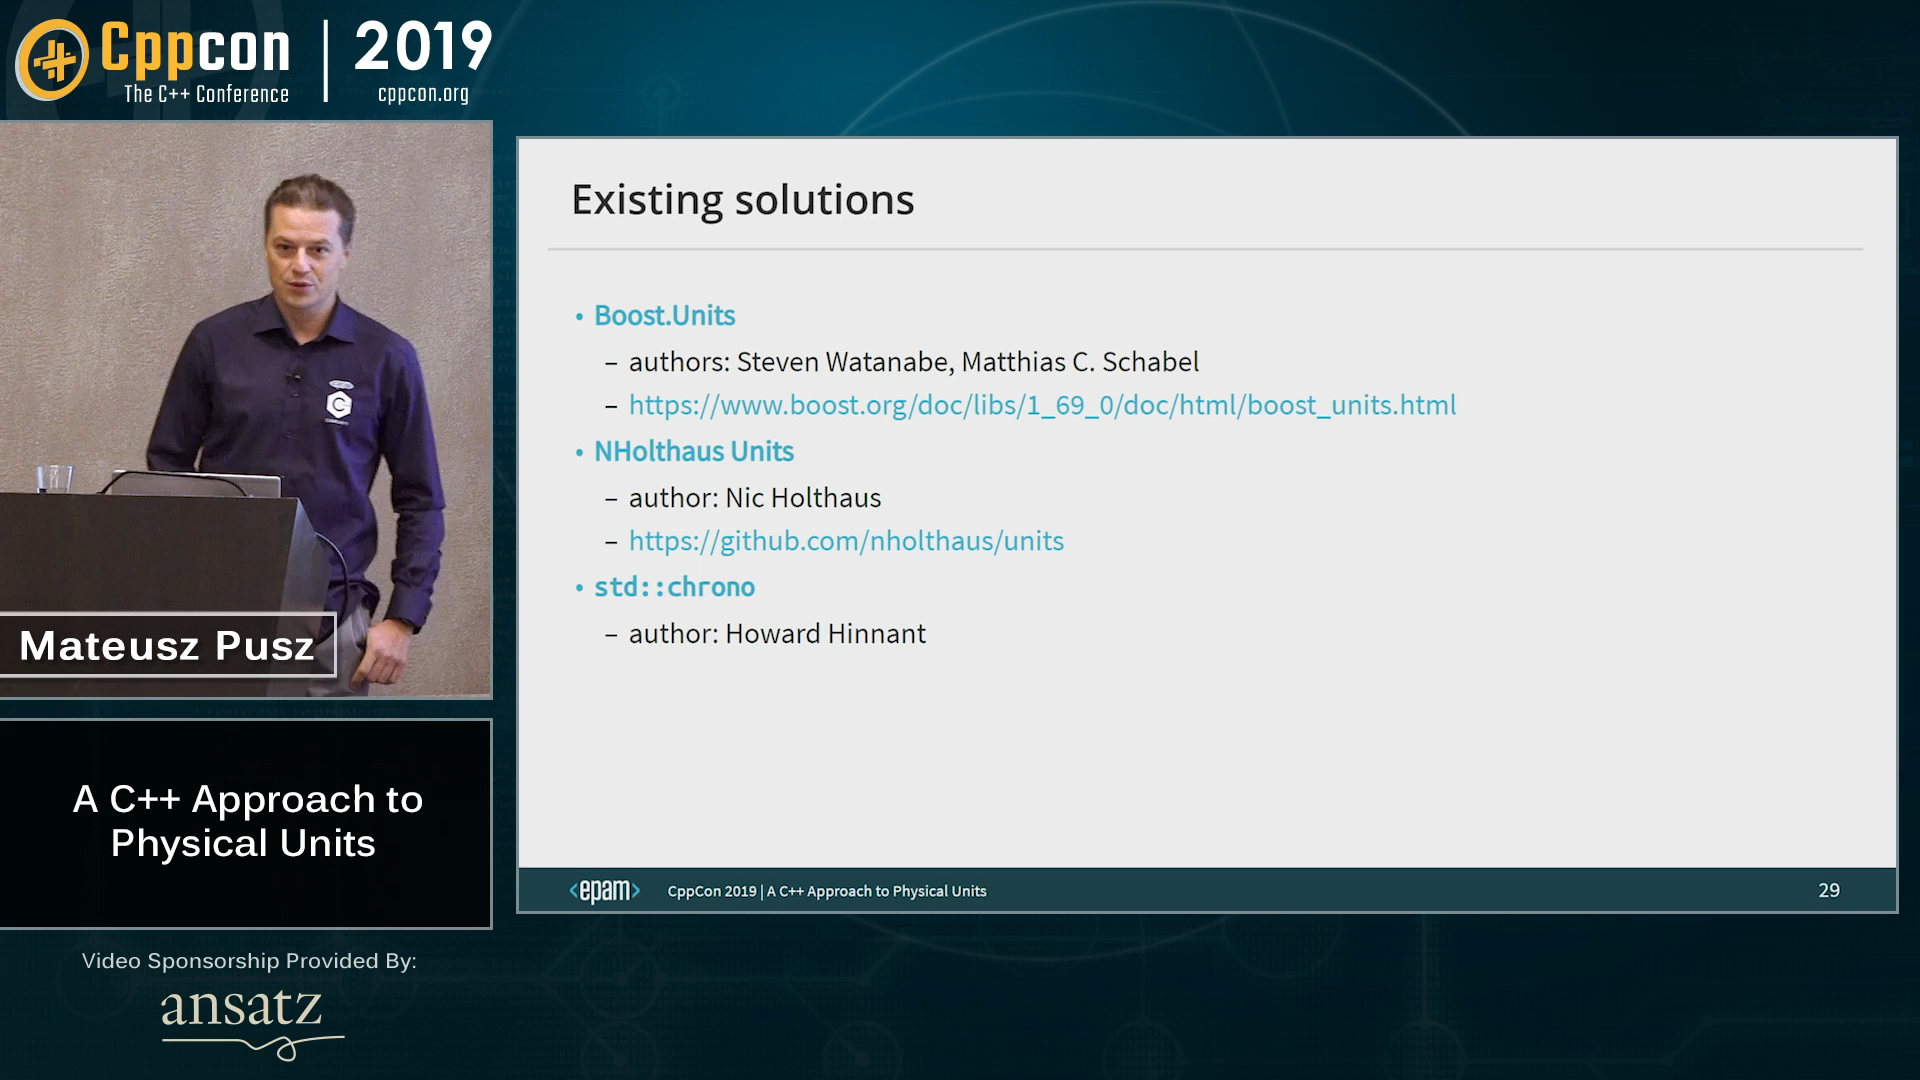 Cppcon
The C++ Conference
2019
cppcon.org
Mateusz Pusz
A C++ Approach to
Physical Units
Video Sponsorship Provided By:
ansatz
Existing solutions
• Boost.Units
– authors: Steven Watanabe, Matthias C. Schabel
– https://www.boost.org/doc/libs/1_69_0/doc/html/boost_units.html
• NHolthaus Units
– author: Nic Holthaus
– https://github.com/nholthaus/units
• std::chrono
– author: Howard Hinnant
<epam>
CppCon 2019 | A C++ Approach to Physical Units
29